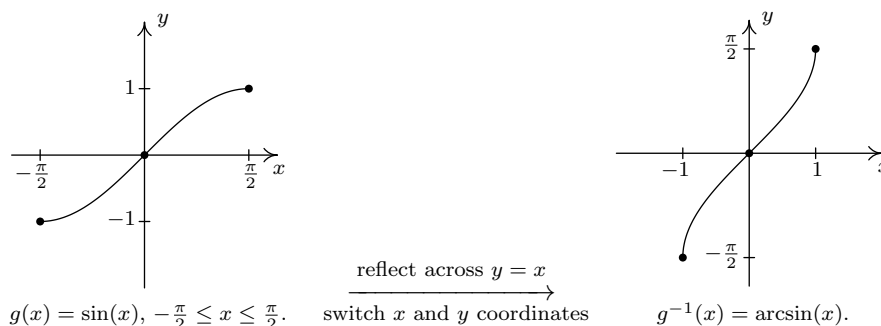 y
1
−π/2
π/2
x
−1
g(x) = sin(x), −π/2 ≤ x ≤ π/2.
reflect across y = x
switch x and y coordinates
y
π/2
−1
1
−π/2
g⁻¹(x) = arcsin(x).